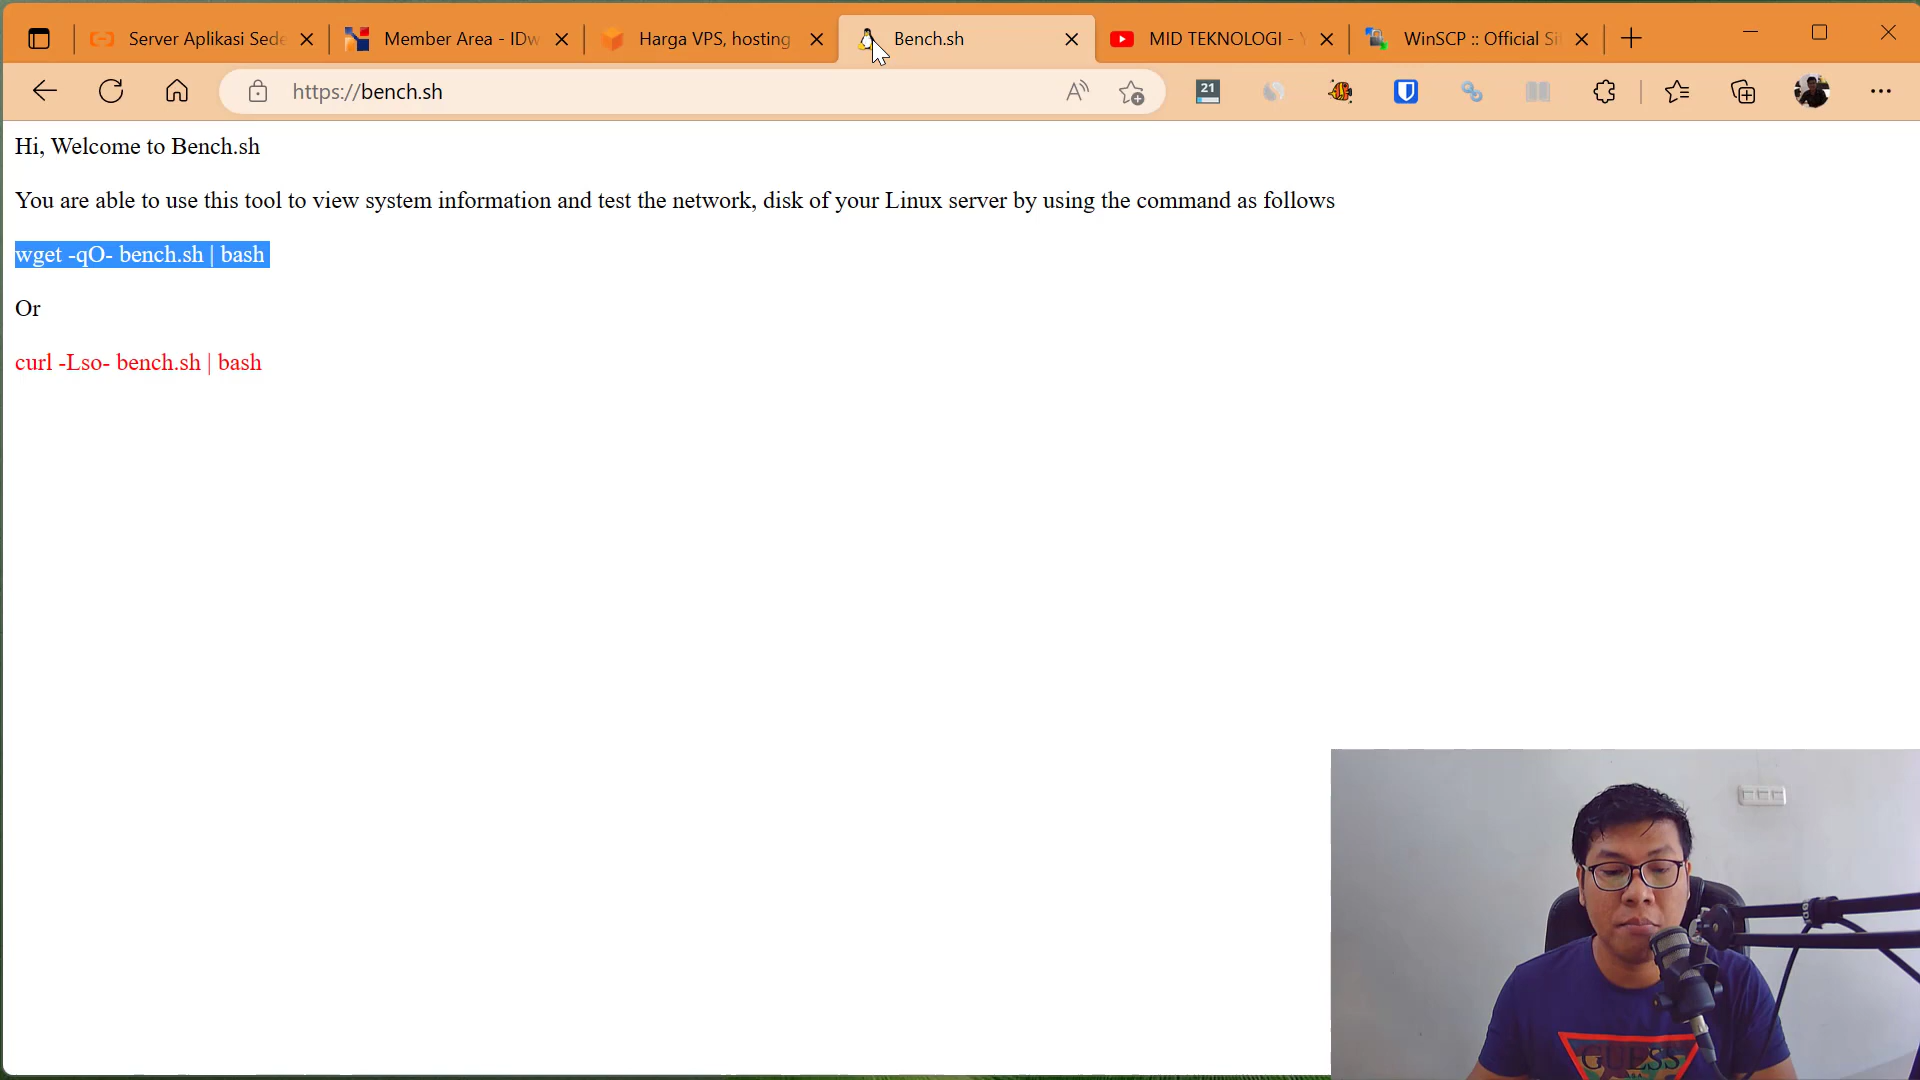 Server Aplikasi Sede
Member Area - IDw
Harga VPS, hosting
Bench.sh
MID TEKNOLOGI -
WinSCP :: Official Si
https://bench.sh
21
Hi, Welcome to Bench.sh
You are able to use this tool to view system information and test the network, disk of your Linux server by using the command as follows
wget -qO- bench.sh | bash
Or
curl -Lso- bench.sh | bash
GUESS